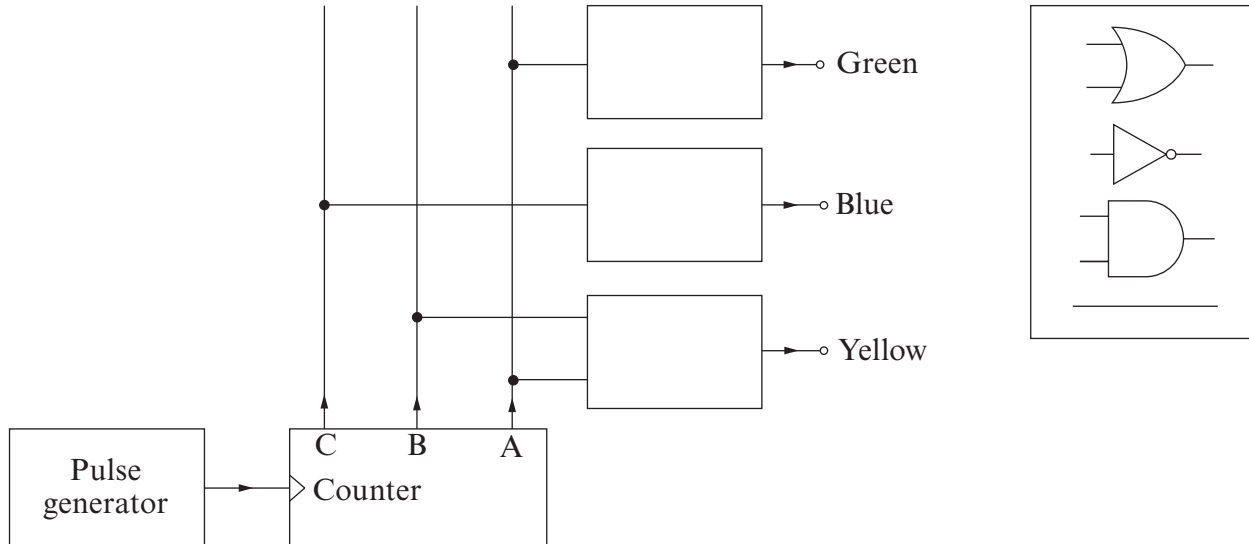 Green
Blue
Yellow
C B A
Pulse
generator
Counter